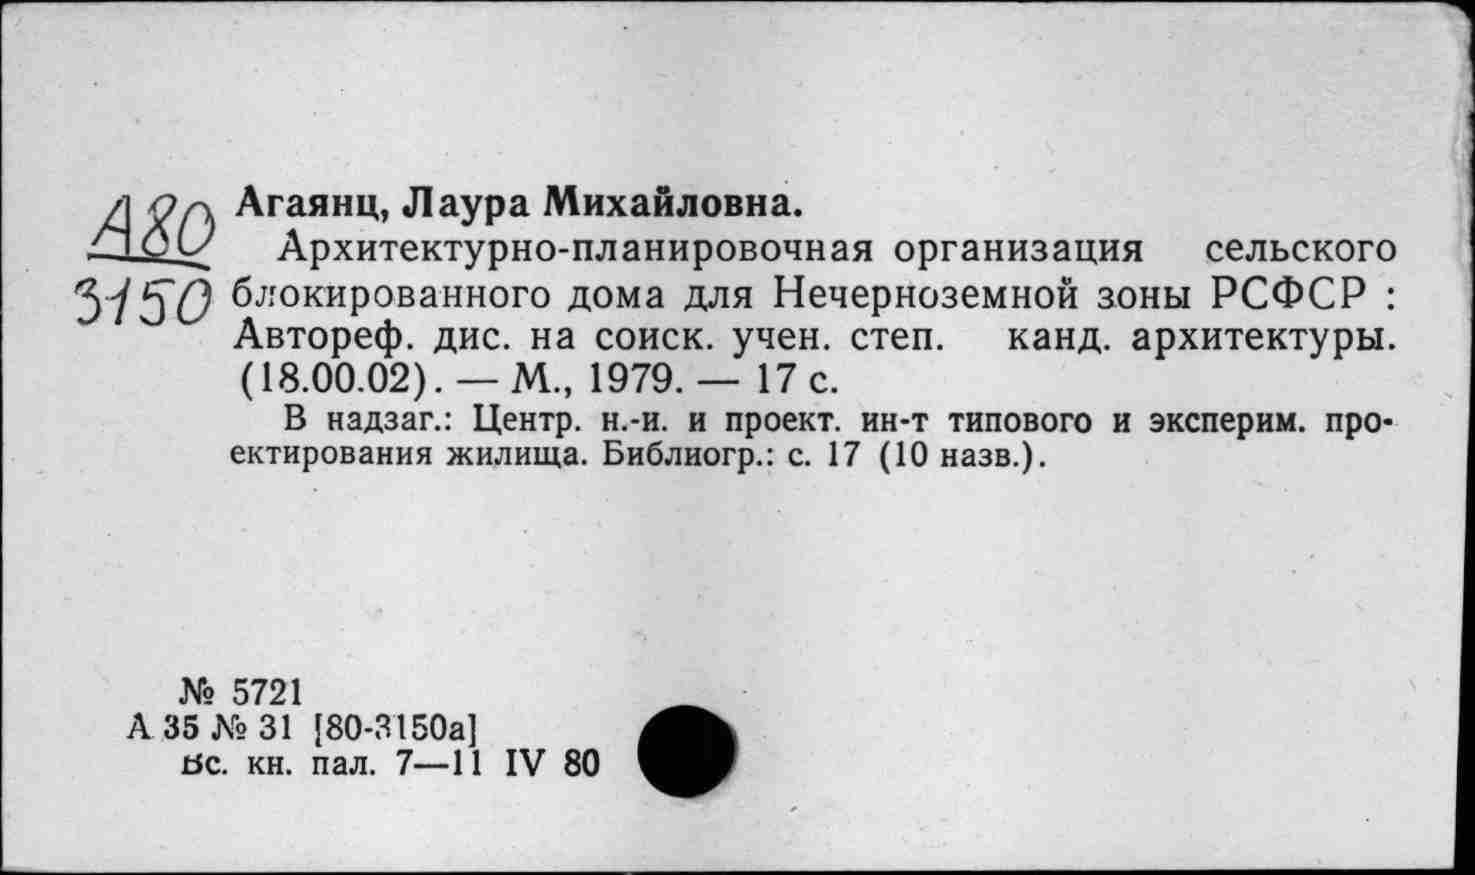 А80
3150
Агаянц, Лаура Михайловна.
Архитектурно-планировочная организация сельского
блокированного дома для Нечерноземной зоны РСФСР :
Автореф. дис. на соиск. учен. степ. канд. архитектуры.
(18.00.02). — М., 1979. — 17 с.
В надзаг.: Центр. н.-и. и проект. ин-т типового и эксперим. про-
ектирования жилища. Библиогр.: с. 17 (10 назв.).
№ 5721
А 35 № 31 [80-3150а]
Вс. кн. пал. 7—11 IV 80